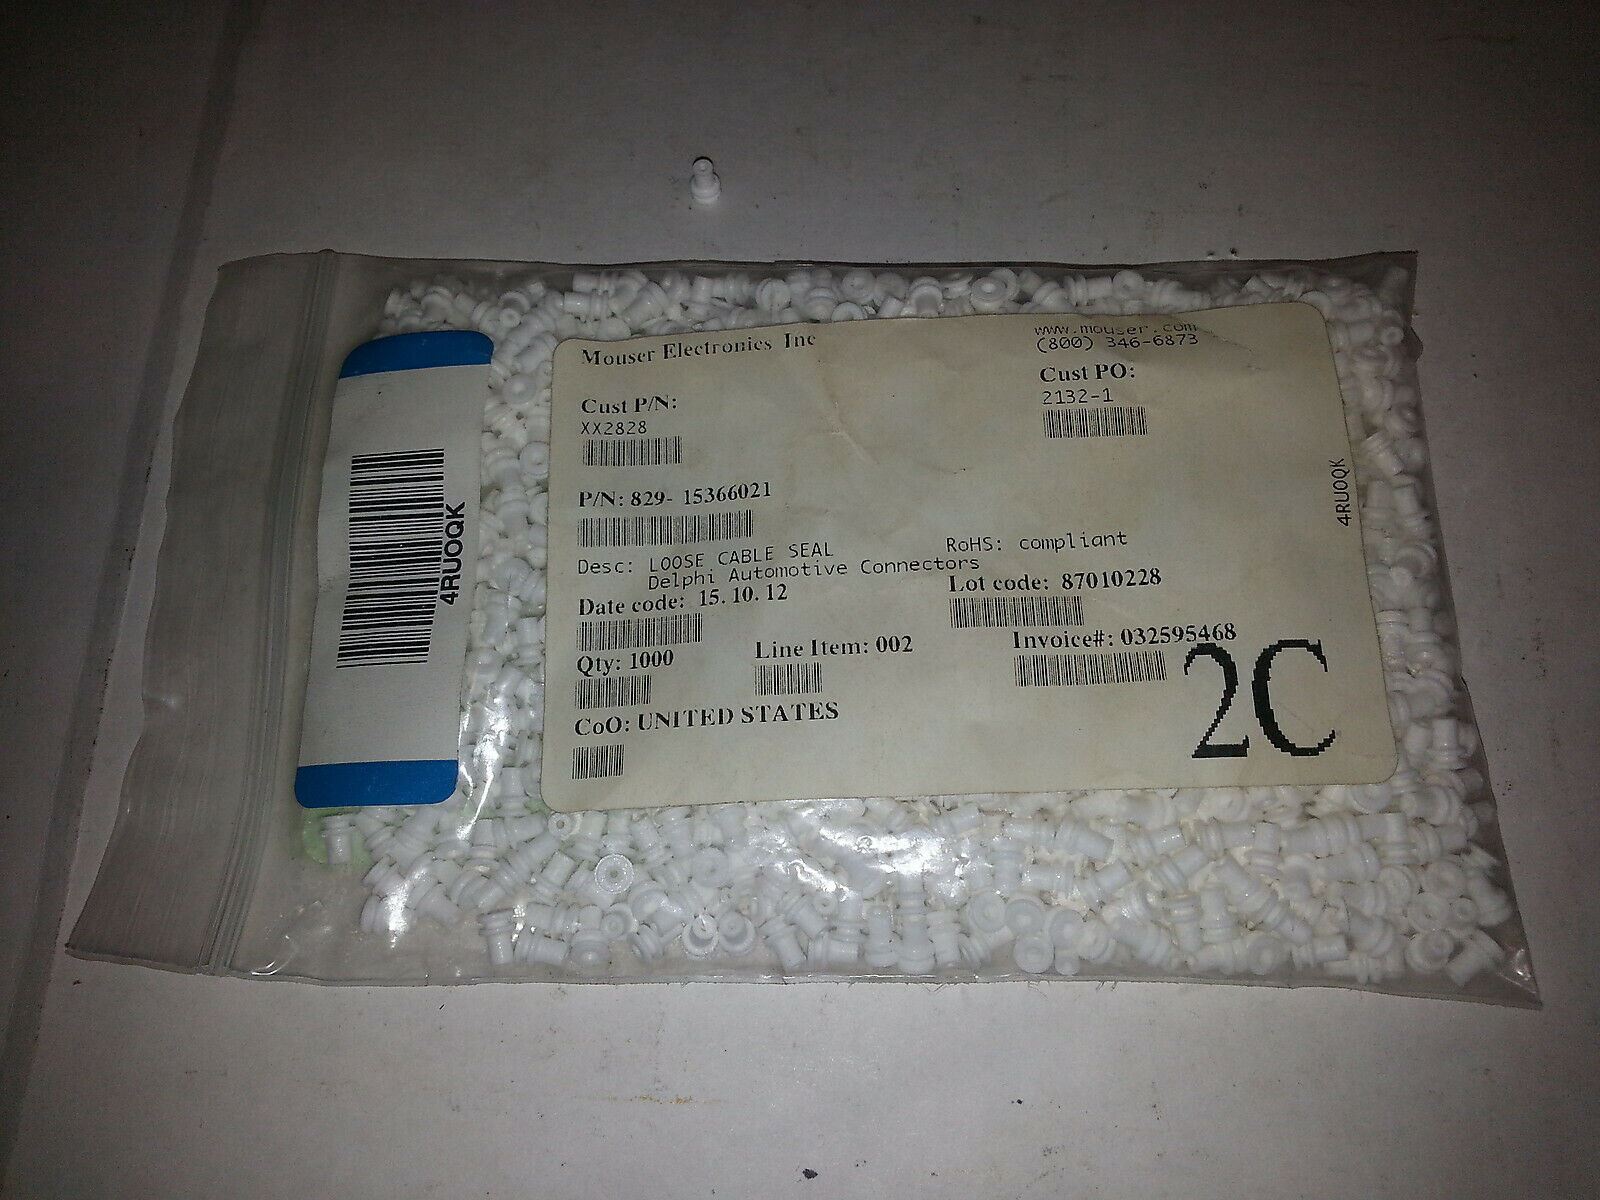 Mouser Electronics Inc
www.mouser.com
(800) 346-6873
Cust P/N:
XX2828
Cust PO:
2132-1
P/N: 829- 15366021
Desc: LOOSE CABLE SEAL
Delphi Automotive Connectors
RoHS: compliant
Date code: 15. 10. 12
Lot code: 87010228
Qty: 1000
Line Item: 002
Invoice#: 032595468
CoO: UNITED STATES
2C
4RUOQK
4RUOQK